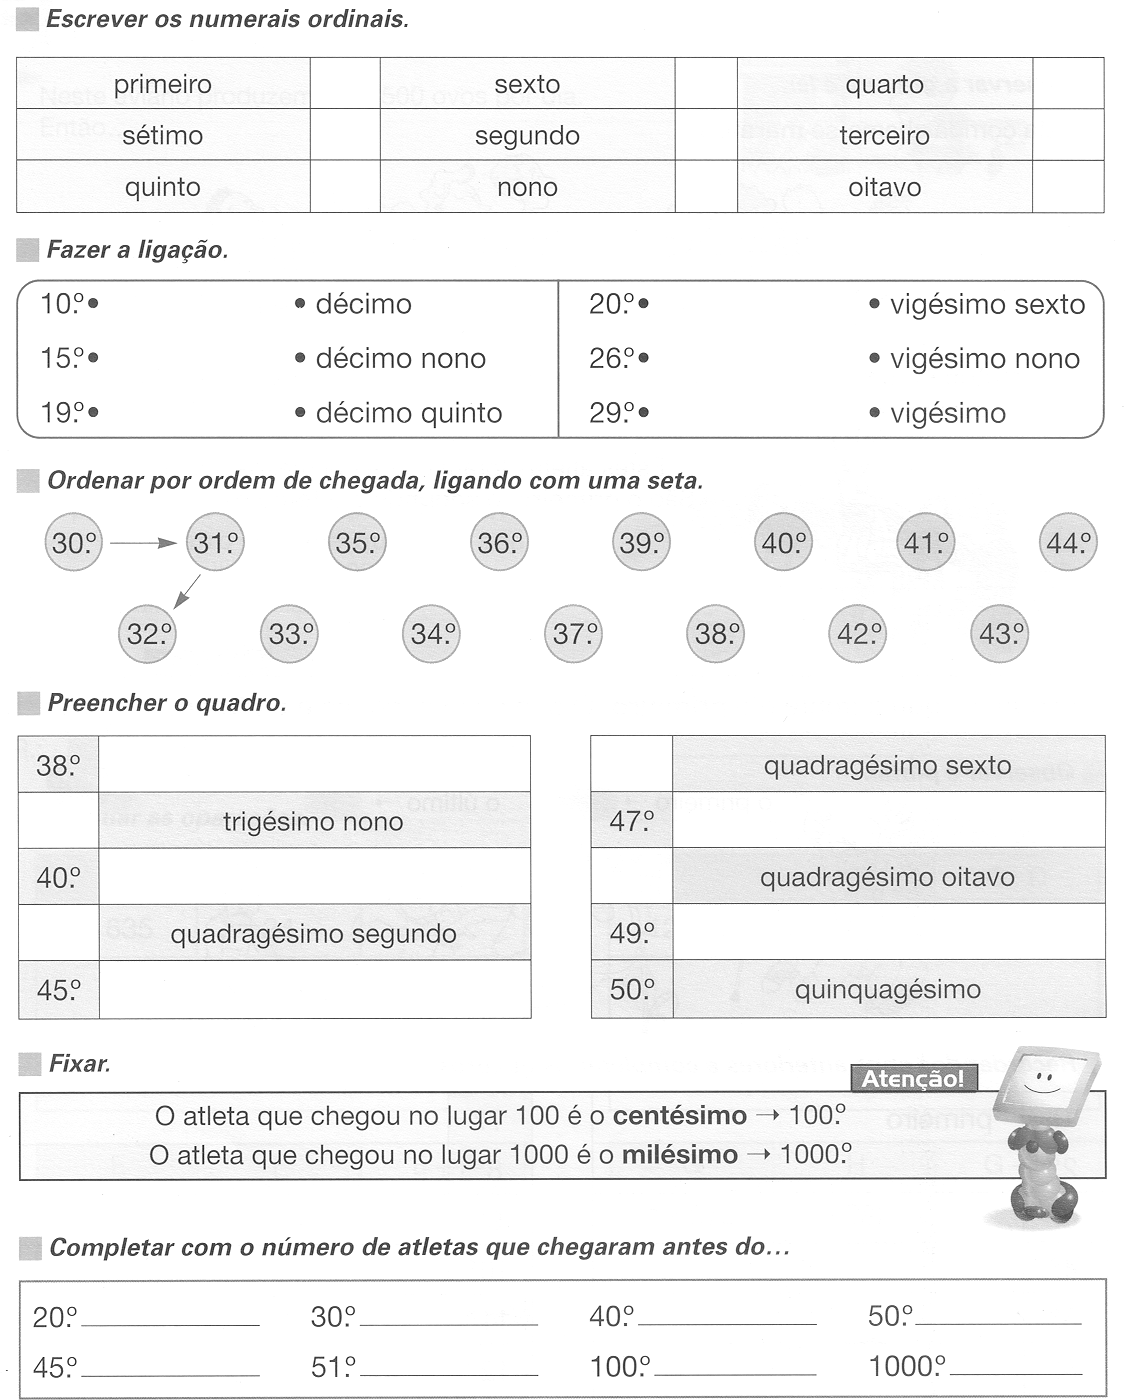 Escrever os numerais ordinais.
primeiro sexto quarto
sétimo segundo terceiro
quinto nono oitavo
Fazer a ligação.
10.º • • décimo 20.º • • vigésimo sexto
15.º • • décimo nono 26.º • • vigésimo nono
19.º • • décimo quinto 29.º • • vigésimo
Ordenar por ordem de chegada, ligando com uma seta.
30.º 31.º 35.º 36.º 39.º 40.º 41.º 44.º
32.º 33.º 34.º 37.º 38.º 42.º 43.º
Preencher o quadro.
38.º quadragésimo sexto
trigésimo nono 47.º
40.º quadragésimo oitavo
quadragésimo segundo 49.º
45.º 50.º quinquagésimo
Fixar.
Atenção!
O atleta que chegou no lugar 100 é o centésimo → 100.º
O atleta que chegou no lugar 1000 é o milésimo → 1000.º
Completar com o número de atletas que chegaram antes do...
20.º 30.º 40.º 50.º
45.º 51.º 100.º 1000.º